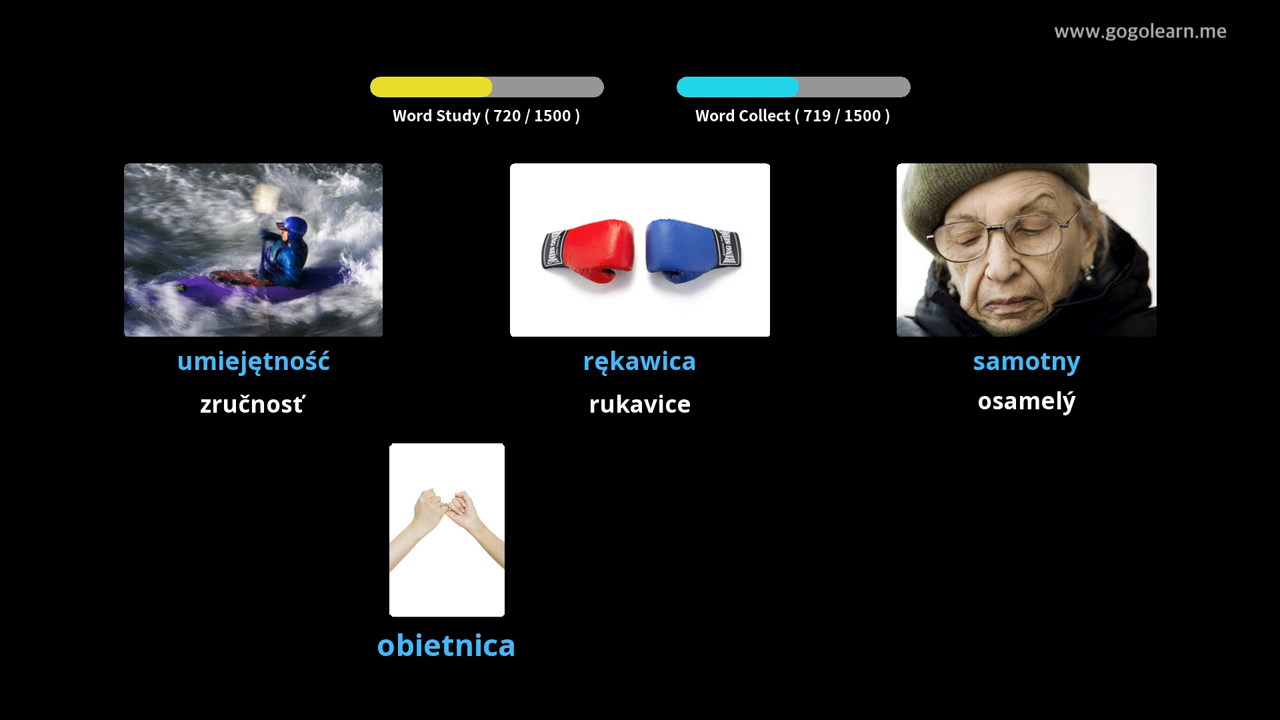 www.gogolearn.me
Word Study ( 720 / 1500 )
Word Collect ( 719 / 1500 )
umiejętność
rękawica
samotny
zručnosť
rukavice
osamelý
obietnica